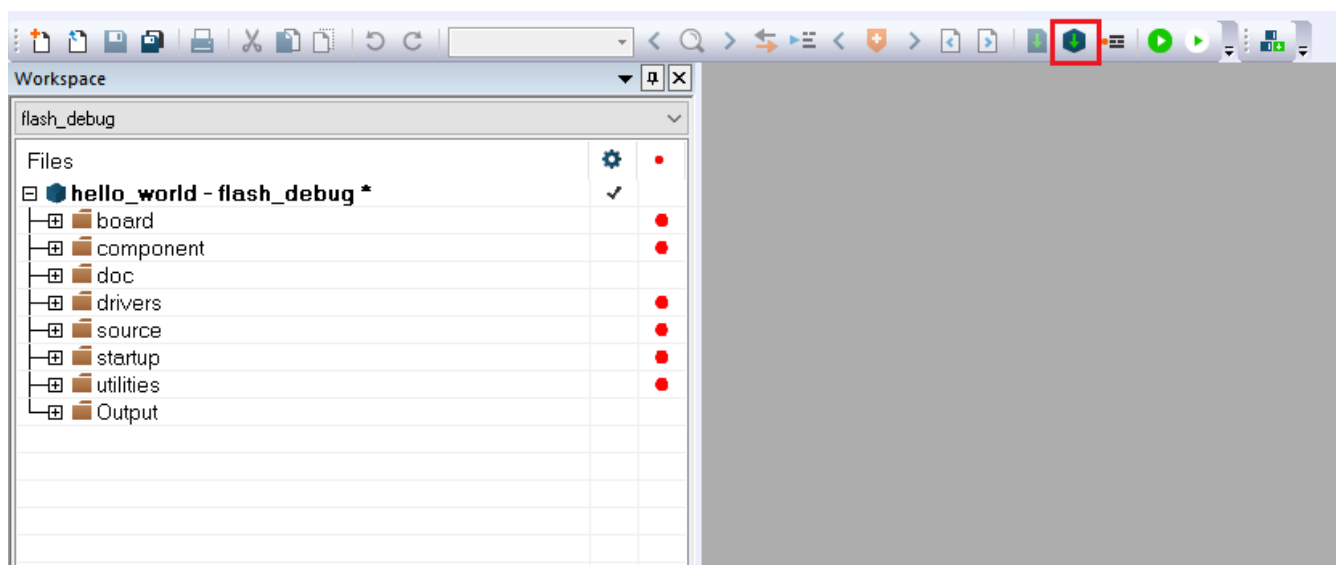 Workspace
flash_debug
Files
hello_world - flash_debug *
board
component
doc
drivers
source
startup
utilities
Output